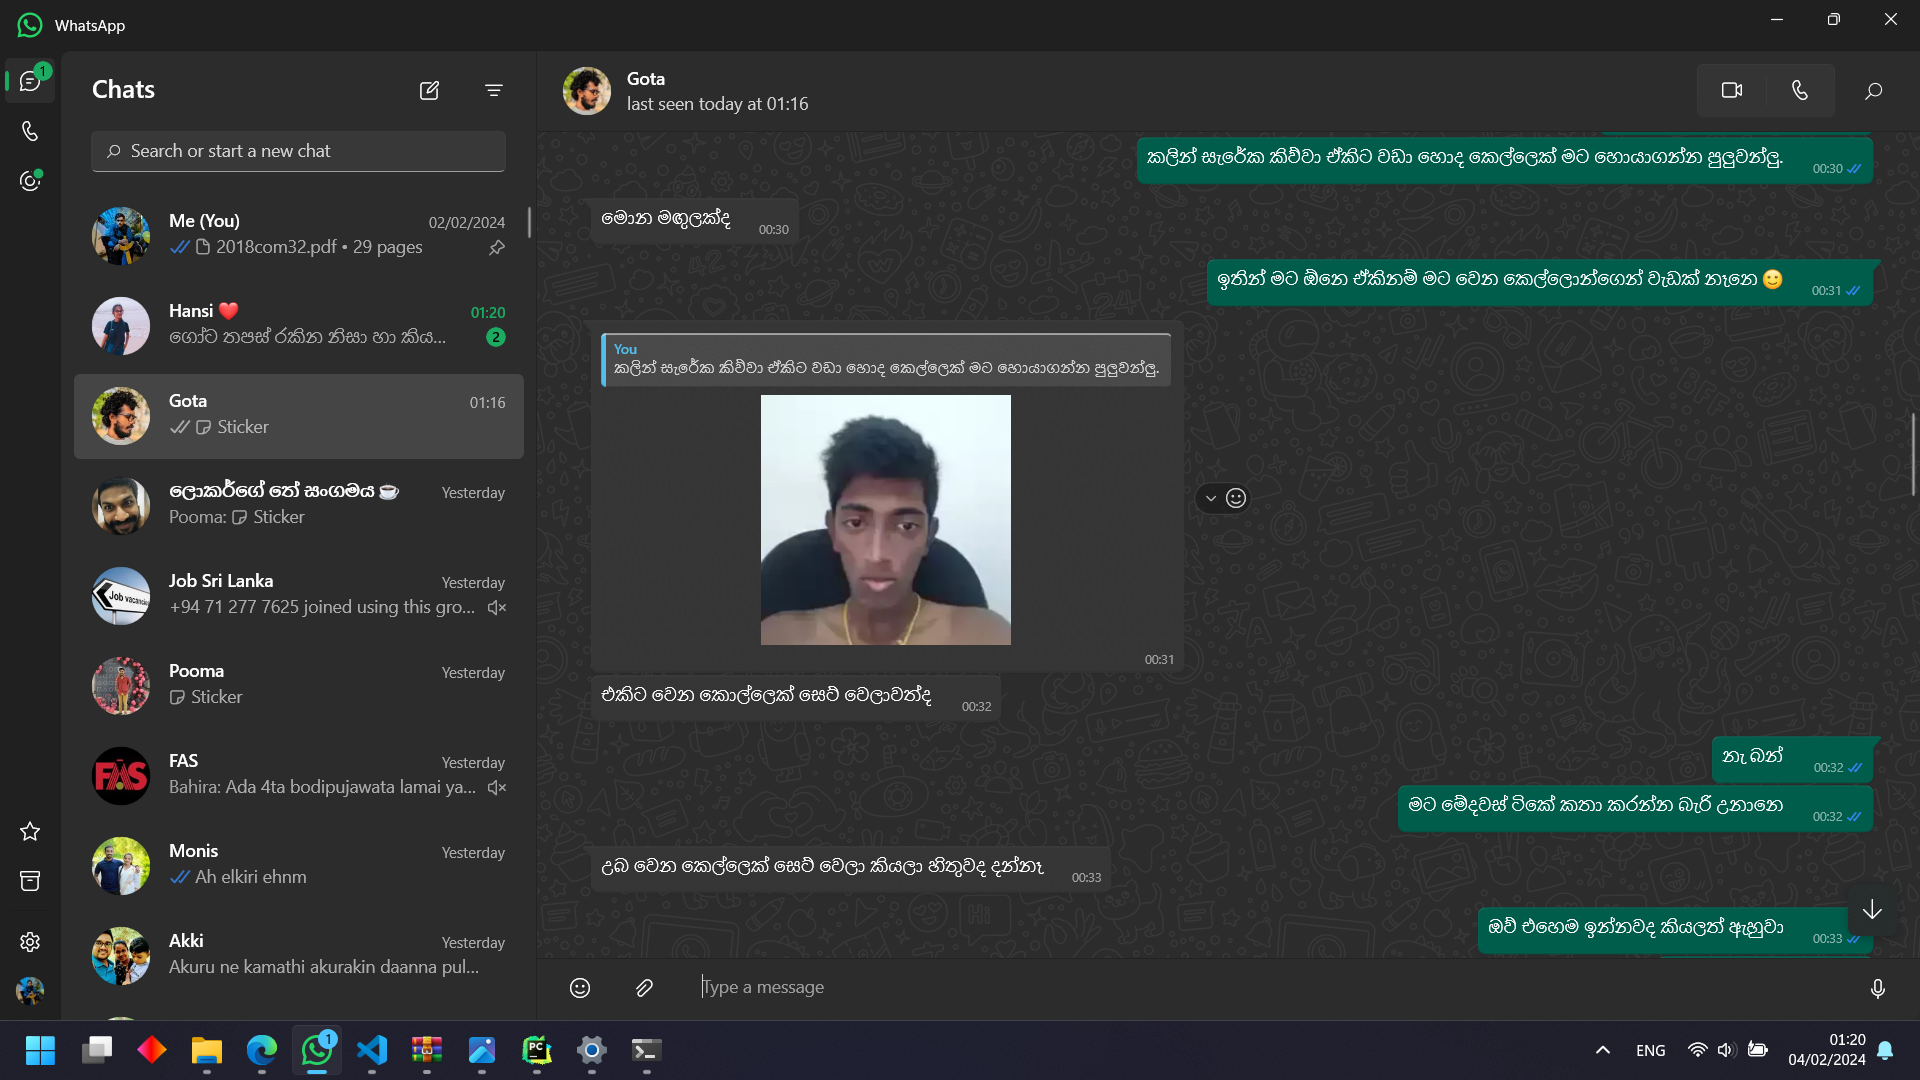 WhatsApp
1
Chats
Search or start a new chat
Me (You)
02/02/2024
2018com32.pdf • 29 pages
Hansi ❤️
01:20
ගෝට තපස් රකින නිසා හා කිය...
2
Gota
01:16
Sticker
ලොකර්ගේ තේ සංගමය ☕
Yesterday
Pooma: Sticker
Job Sri Lanka
Yesterday
+94 71 277 7625 joined using this gro...
Job vacancies
Pooma
Yesterday
Sticker
FAS
FAS
Yesterday
Bahira: Ada 4ta bodipujawata lamai ya...
Monis
Yesterday
Ah elkiri ehnm
Akki
Yesterday
Akuru ne kamathi akurakin daanna pul...
Gota
last seen today at 01:16
කලින් සැරේක කිව්වා ඒකිට වඩා හොද කෙල්ලෙක් මට හොයාගන්න පුලුවන්ලු.
00:30
මොන මඟුලක්ද
00:30
ඉතින් මට ඕනෙ ඒකිනම් මට වෙන කෙල්ලොන්ගෙන් වැඩක් නෑනෙ 🙂
00:31
You
කලින් සැරේක කිව්වා ඒකිට වඩා හොද කෙල්ලෙක් මට හොයාගන්න පුලුවන්ලු.
00:31
එකිට වෙන කොල්ලෙක් සෙට් වෙලාවත්ද
00:32
නැ බන්
00:32
මට මේදවස් ටිකේ කතා කරන්න බැරි උනානෙ
00:32
උබ වෙන කෙල්ලෙක් සෙට් වෙලා කියලා හිතුවද දන්නෑ
00:33
ඔව් එහෙම ඉන්නවද කියලත් ඇහුවා
00:33
Type a message
1
PC
ENG
01:20
04/02/2024